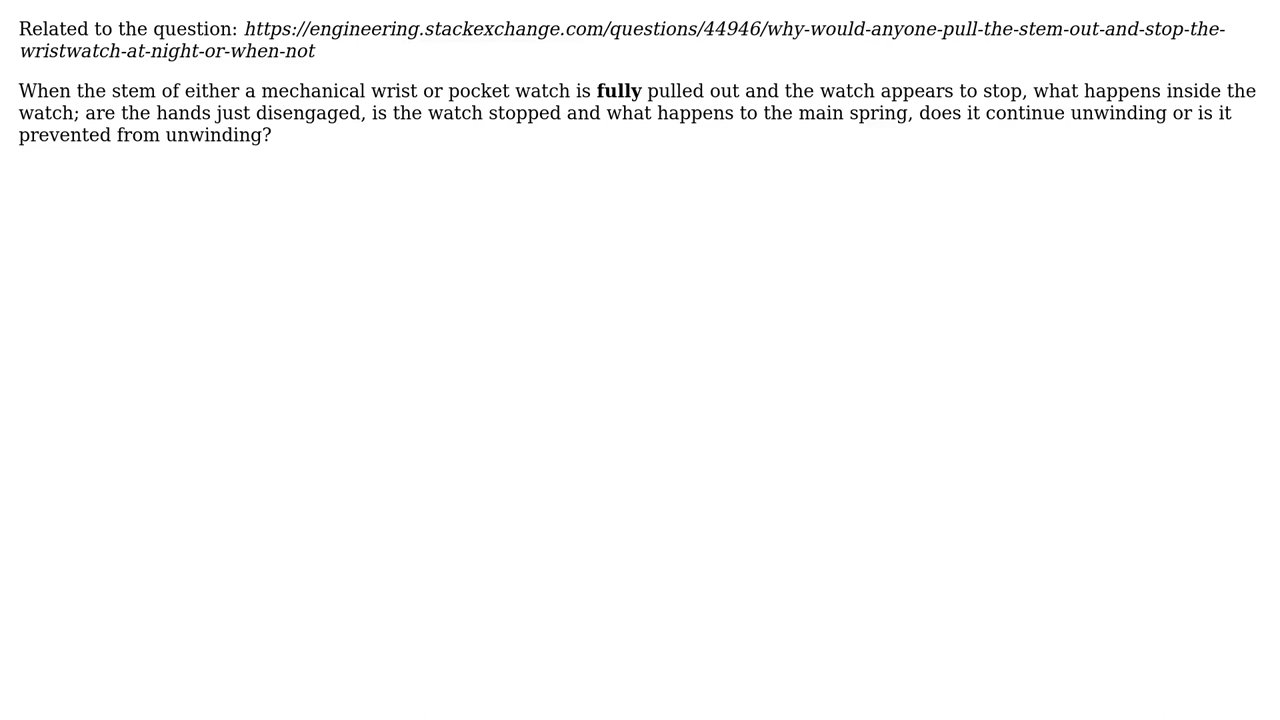 Related to the question: https://engineering.stackexchange.com/questions/44946/why-would-anyone-pull-the-stem-out-and-stop-the-
wristwatch-at-night-or-when-not
When the stem of either a mechanical wrist or pocket watch is fully pulled out and the watch appears to stop, what happens inside the
watch; are the hands just disengaged, is the watch stopped and what happens to the main spring, does it continue unwinding or is it
prevented from unwinding?